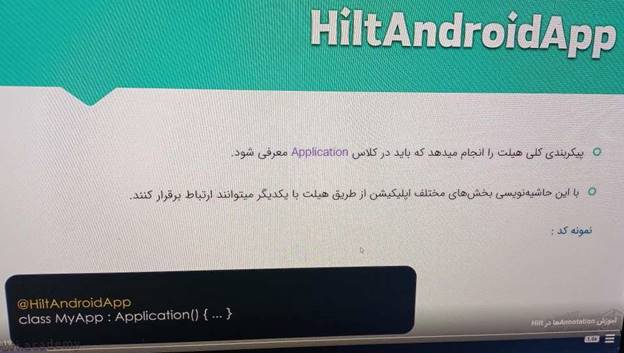 HiltAndroidApp
پیکربندی کلی هیلت را انجام میدهد که باید در کلاس Application معرفی شود.
با این حاشیه‌نویسی بخش‌های مختلف اپلیکیشن از طریق هیلت با یکدیگر میتوانند ارتباط برقرار کنند.
نمونه کد :
@HiltAndroidApp
class MyApp : Application() { ... }
آموزش Annotationها در Hilt